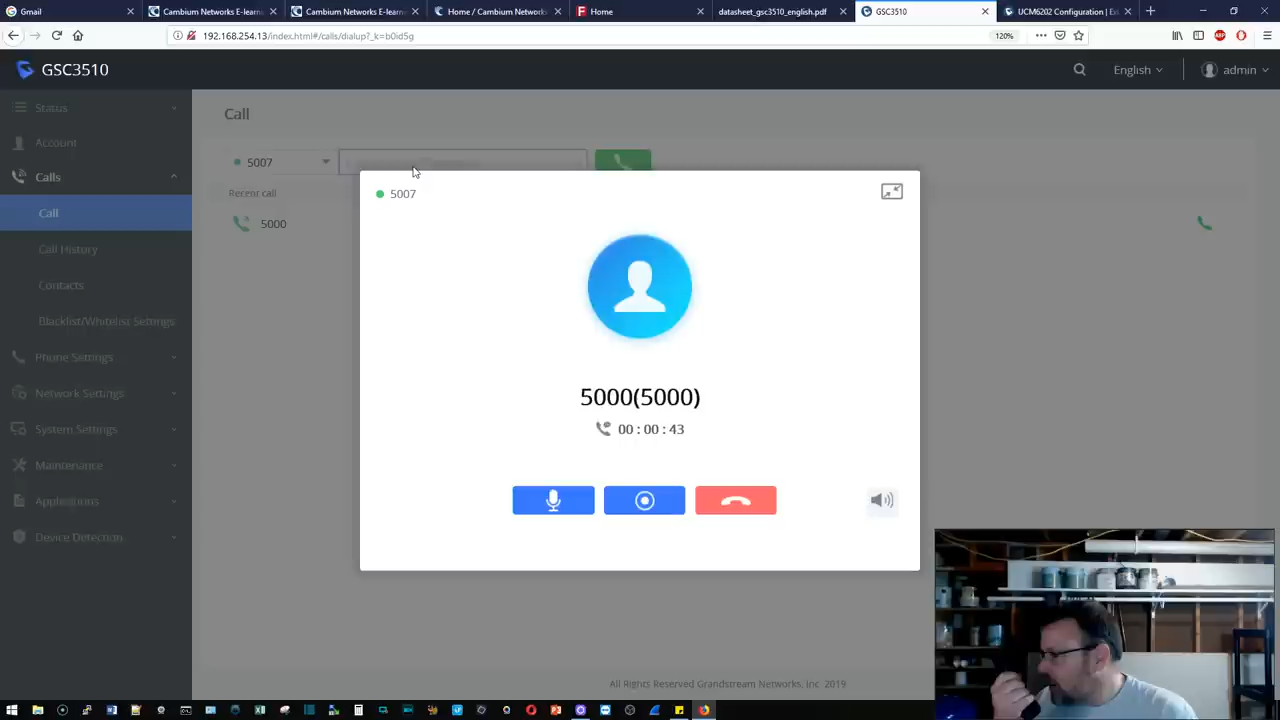 Gmail
Cambium Networks E-learn
Cambium Networks E-learn
Home / Cambium Networks
Home
datasheet_gsc3510_english.pdf
GSC3510
UCM6202 Configuration | Ex
192.168.254.13/index.html#/calls/dialup?_k=b0id5g
120%
GSC3510
English
admin
Status
Account
Calls
Call
Call History
Contacts
Blacklist/Whitelist Settings
Phone Settings
Network Settings
System Settings
Maintenance
Applications
Device Detection
Call
5007
Recent call
5000
5007
5000(5000)
00 : 00 : 43
All Rights Reserved Grandstream Networks, Inc. 2019